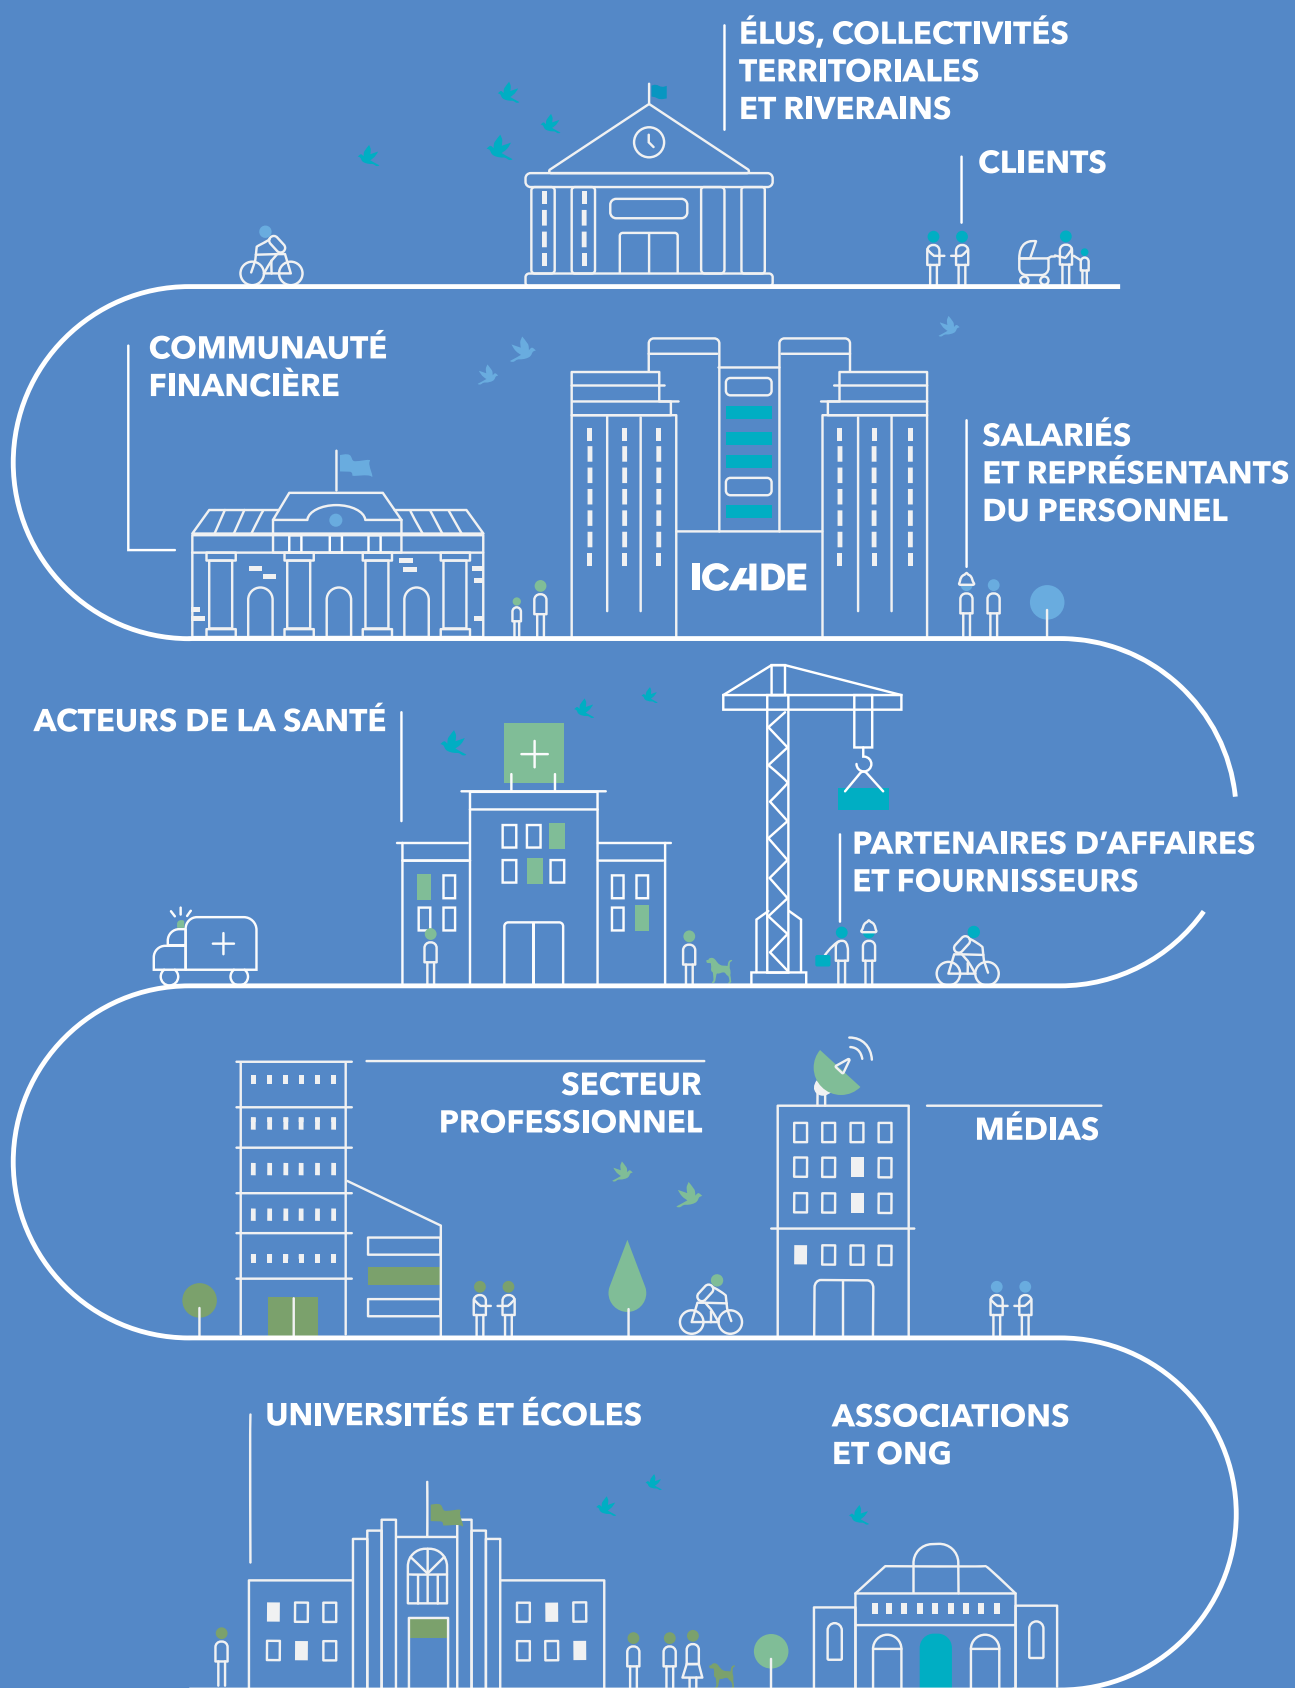 ÉLUS, COLLECTIVITÉS
TERRITORIALES
ET RIVERAINS
CLIENTS
COMMUNAUTÉ
FINANCIÈRE
SALARIÉS
ET REPRÉSENTANTS
DU PERSONNEL
ICADE
ACTEURS DE LA SANTÉ
PARTENAIRES D'AFFAIRES
ET FOURNISSEURS
SECTEUR
PROFESSIONNEL
MÉDIAS
UNIVERSITÉS ET ÉCOLES
ASSOCIATIONS
ET ONG